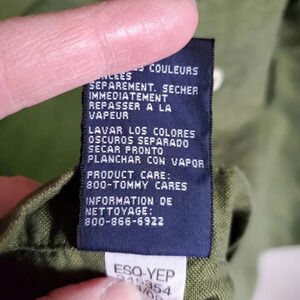 COULEURS
SEPAREMENT. SECHER
IMMEDIATEMENT
REPASSER A LA
VAPEUR
LAVAR LOS COLORES
OSCUROS SEPARADO
SECAR PRONTO
PLANCHAR CON VAPOR
PRODUCT CARE:
800-TOMMY CARES
INFORMATION DE
NETTOYAGE:
800-866-6922
ESQ-YEP